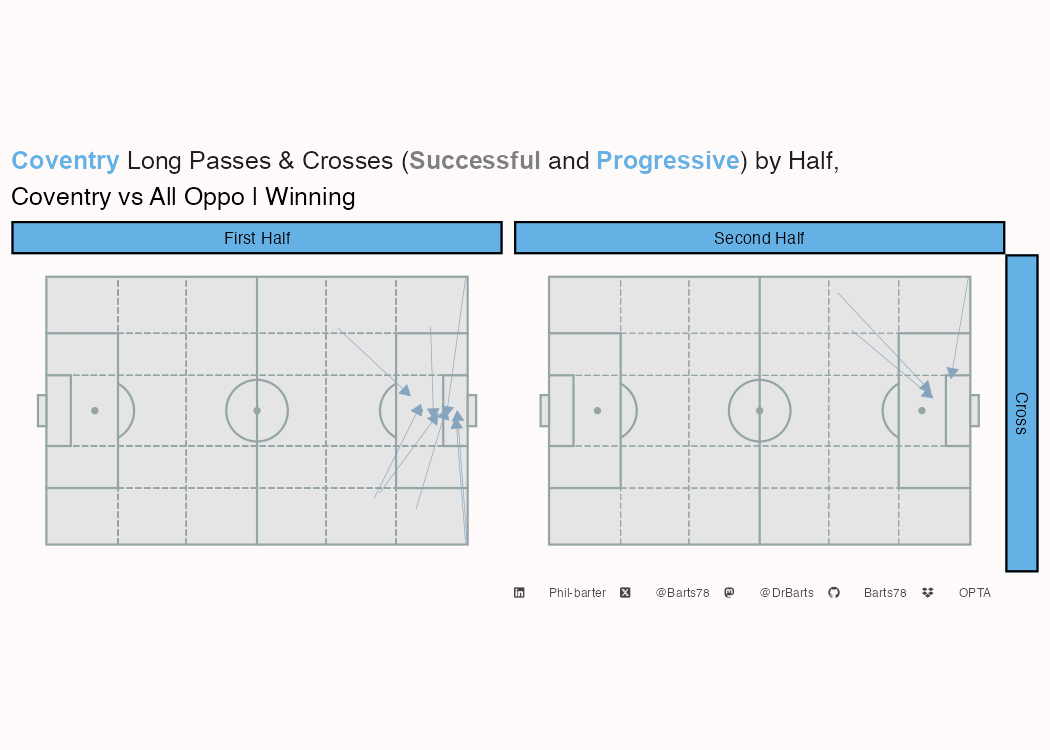 Coventry Long Passes & Crosses (Successful and Progressive) by Half,
Coventry vs All Oppo | Winning
First Half
Second Half
Cross
Phil-barter @Barts78 @DrBarts Barts78 OPTA